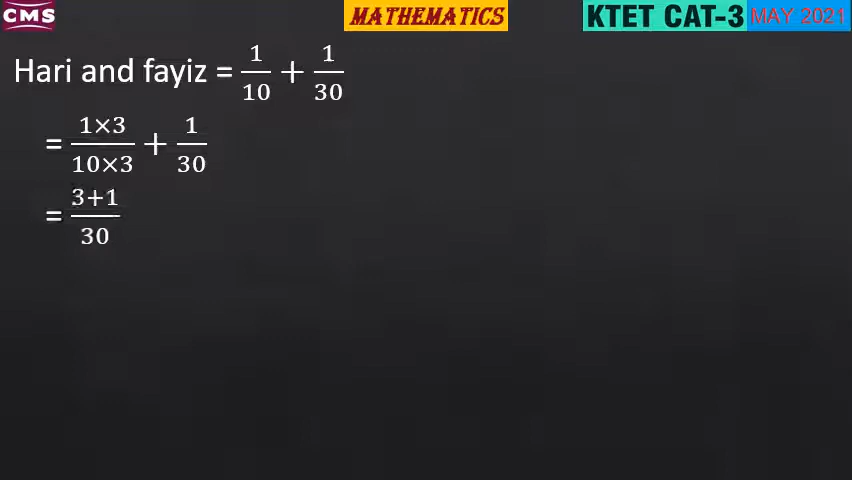 CMS
MATHEMATICS
KTET CAT-3
MAY 2021
Hari and fayiz = 1/10 + 1/30
= 1×3/10×3 + 1/30
= 3+1/30